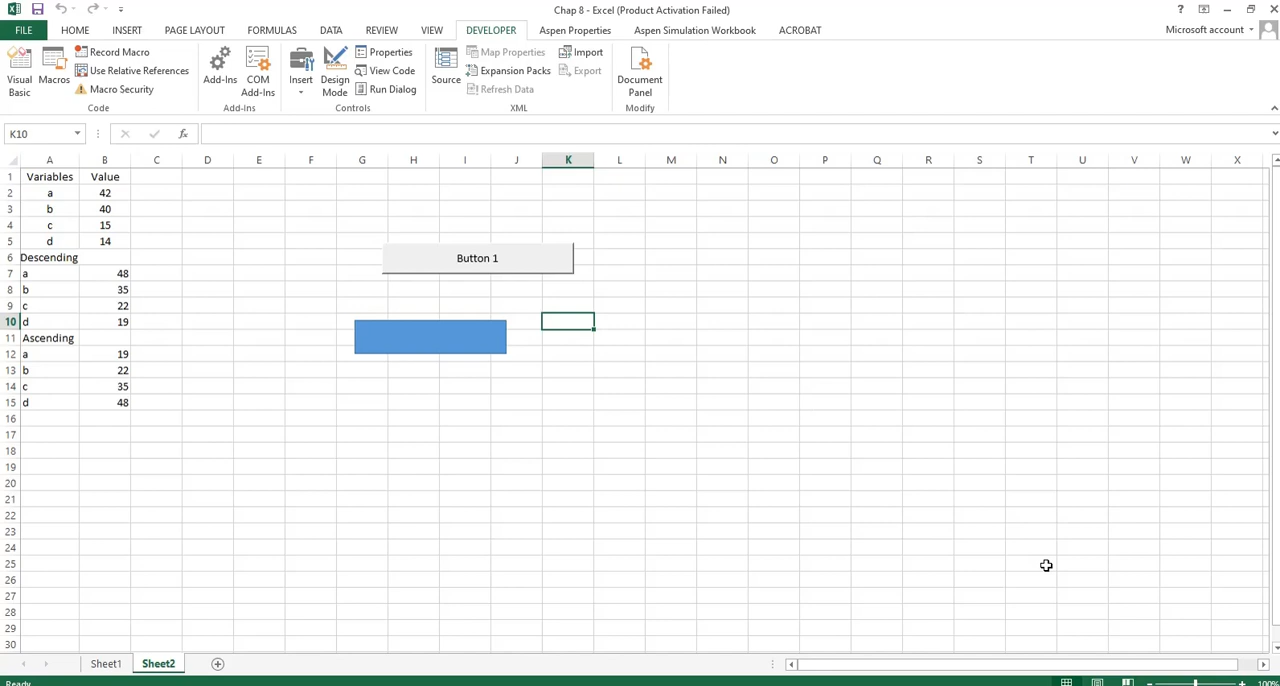 Chap 8 - Excel (Product Activation Failed)
?
FILE HOME INSERT PAGE LAYOUT FORMULAS DATA REVIEW VIEW DEVELOPER Aspen Properties Aspen Simulation Workbook ACROBAT Microsoft account
Visual Basic
Macros
Record Macro
Use Relative References
Macro Security
Code
Add-Ins
COM Add-Ins
Add-Ins
Insert
Design Mode
Properties
View Code
Run Dialog
Controls
Source
Map Properties
Expansion Packs
Refresh Data
Import
Export
XML
Document Panel
Modify
K10 fx
A B C D E F G H I J K L M N O P Q R S T U V W X
1 Variables Value
2 a 42
3 b 40
4 c 15
5 d 14
6 Descending
Button 1
7 a 48
8 b 35
9 c 22
10 d 19
11 Ascending
12 a 19
13 b 22
14 c 35
15 d 48
16
17
18
19
20
21
22
23
24
25
26
27
28
29
30
Sheet1 Sheet2
Ready 100%